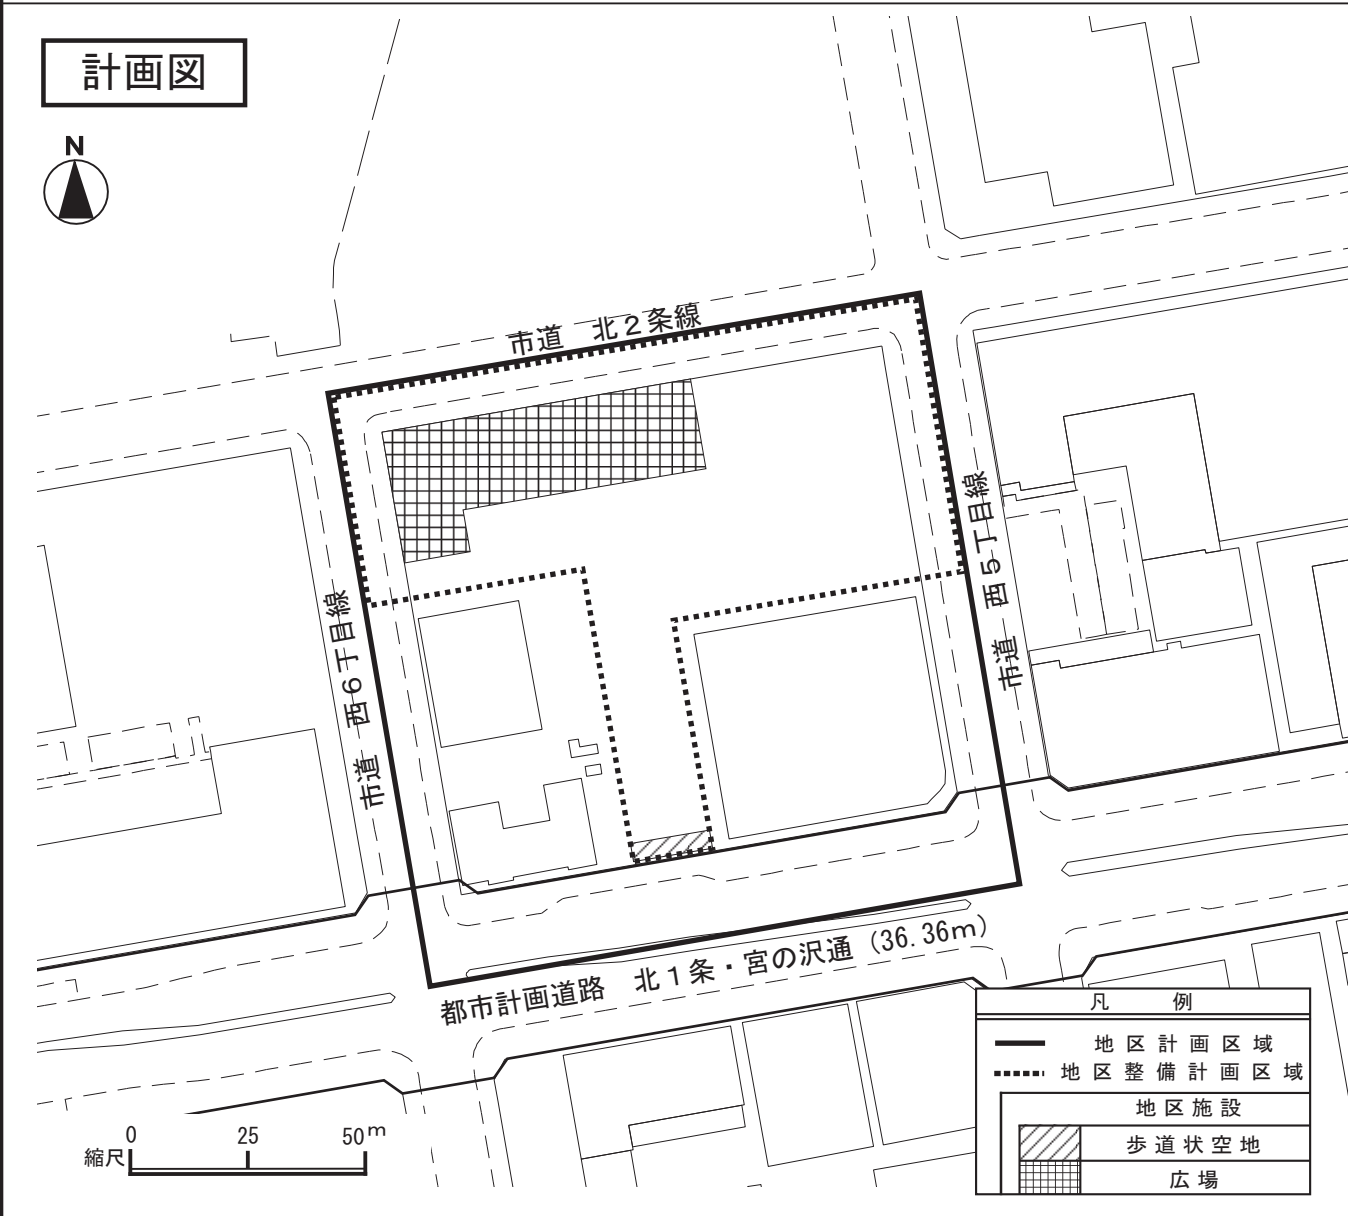 計画図
N
市道　北２条線
市道　西５丁目線
市道　西６丁目線
都市計画道路　北１条・宮の沢通（36.36ｍ）
凡　例
地区計画区域
地区整備計画区域
地区施設
歩道状空地
広場
縮尺
0 25 50m